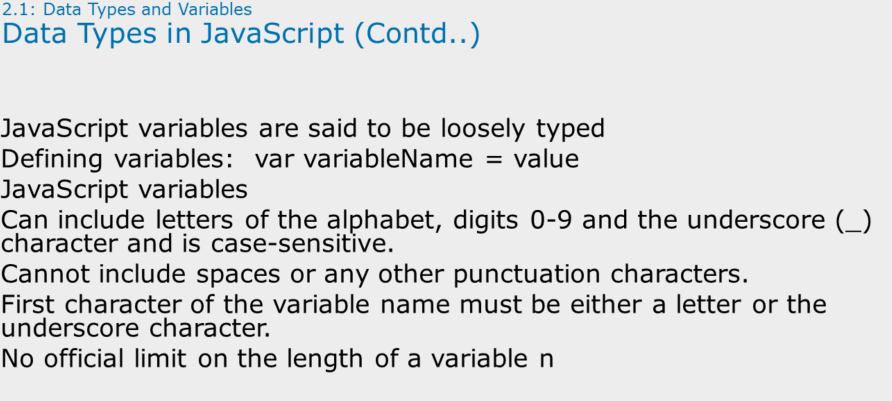 2.1: Data Types and Variables
Data Types in JavaScript (Contd..)
JavaScript variables are said to be loosely typed
Defining variables:  var variableName = value
JavaScript variables
Can include letters of the alphabet, digits 0-9 and the underscore (_)
character and is case-sensitive.
Cannot include spaces or any other punctuation characters.
First character of the variable name must be either a letter or the
underscore character.
No official limit on the length of a variable n